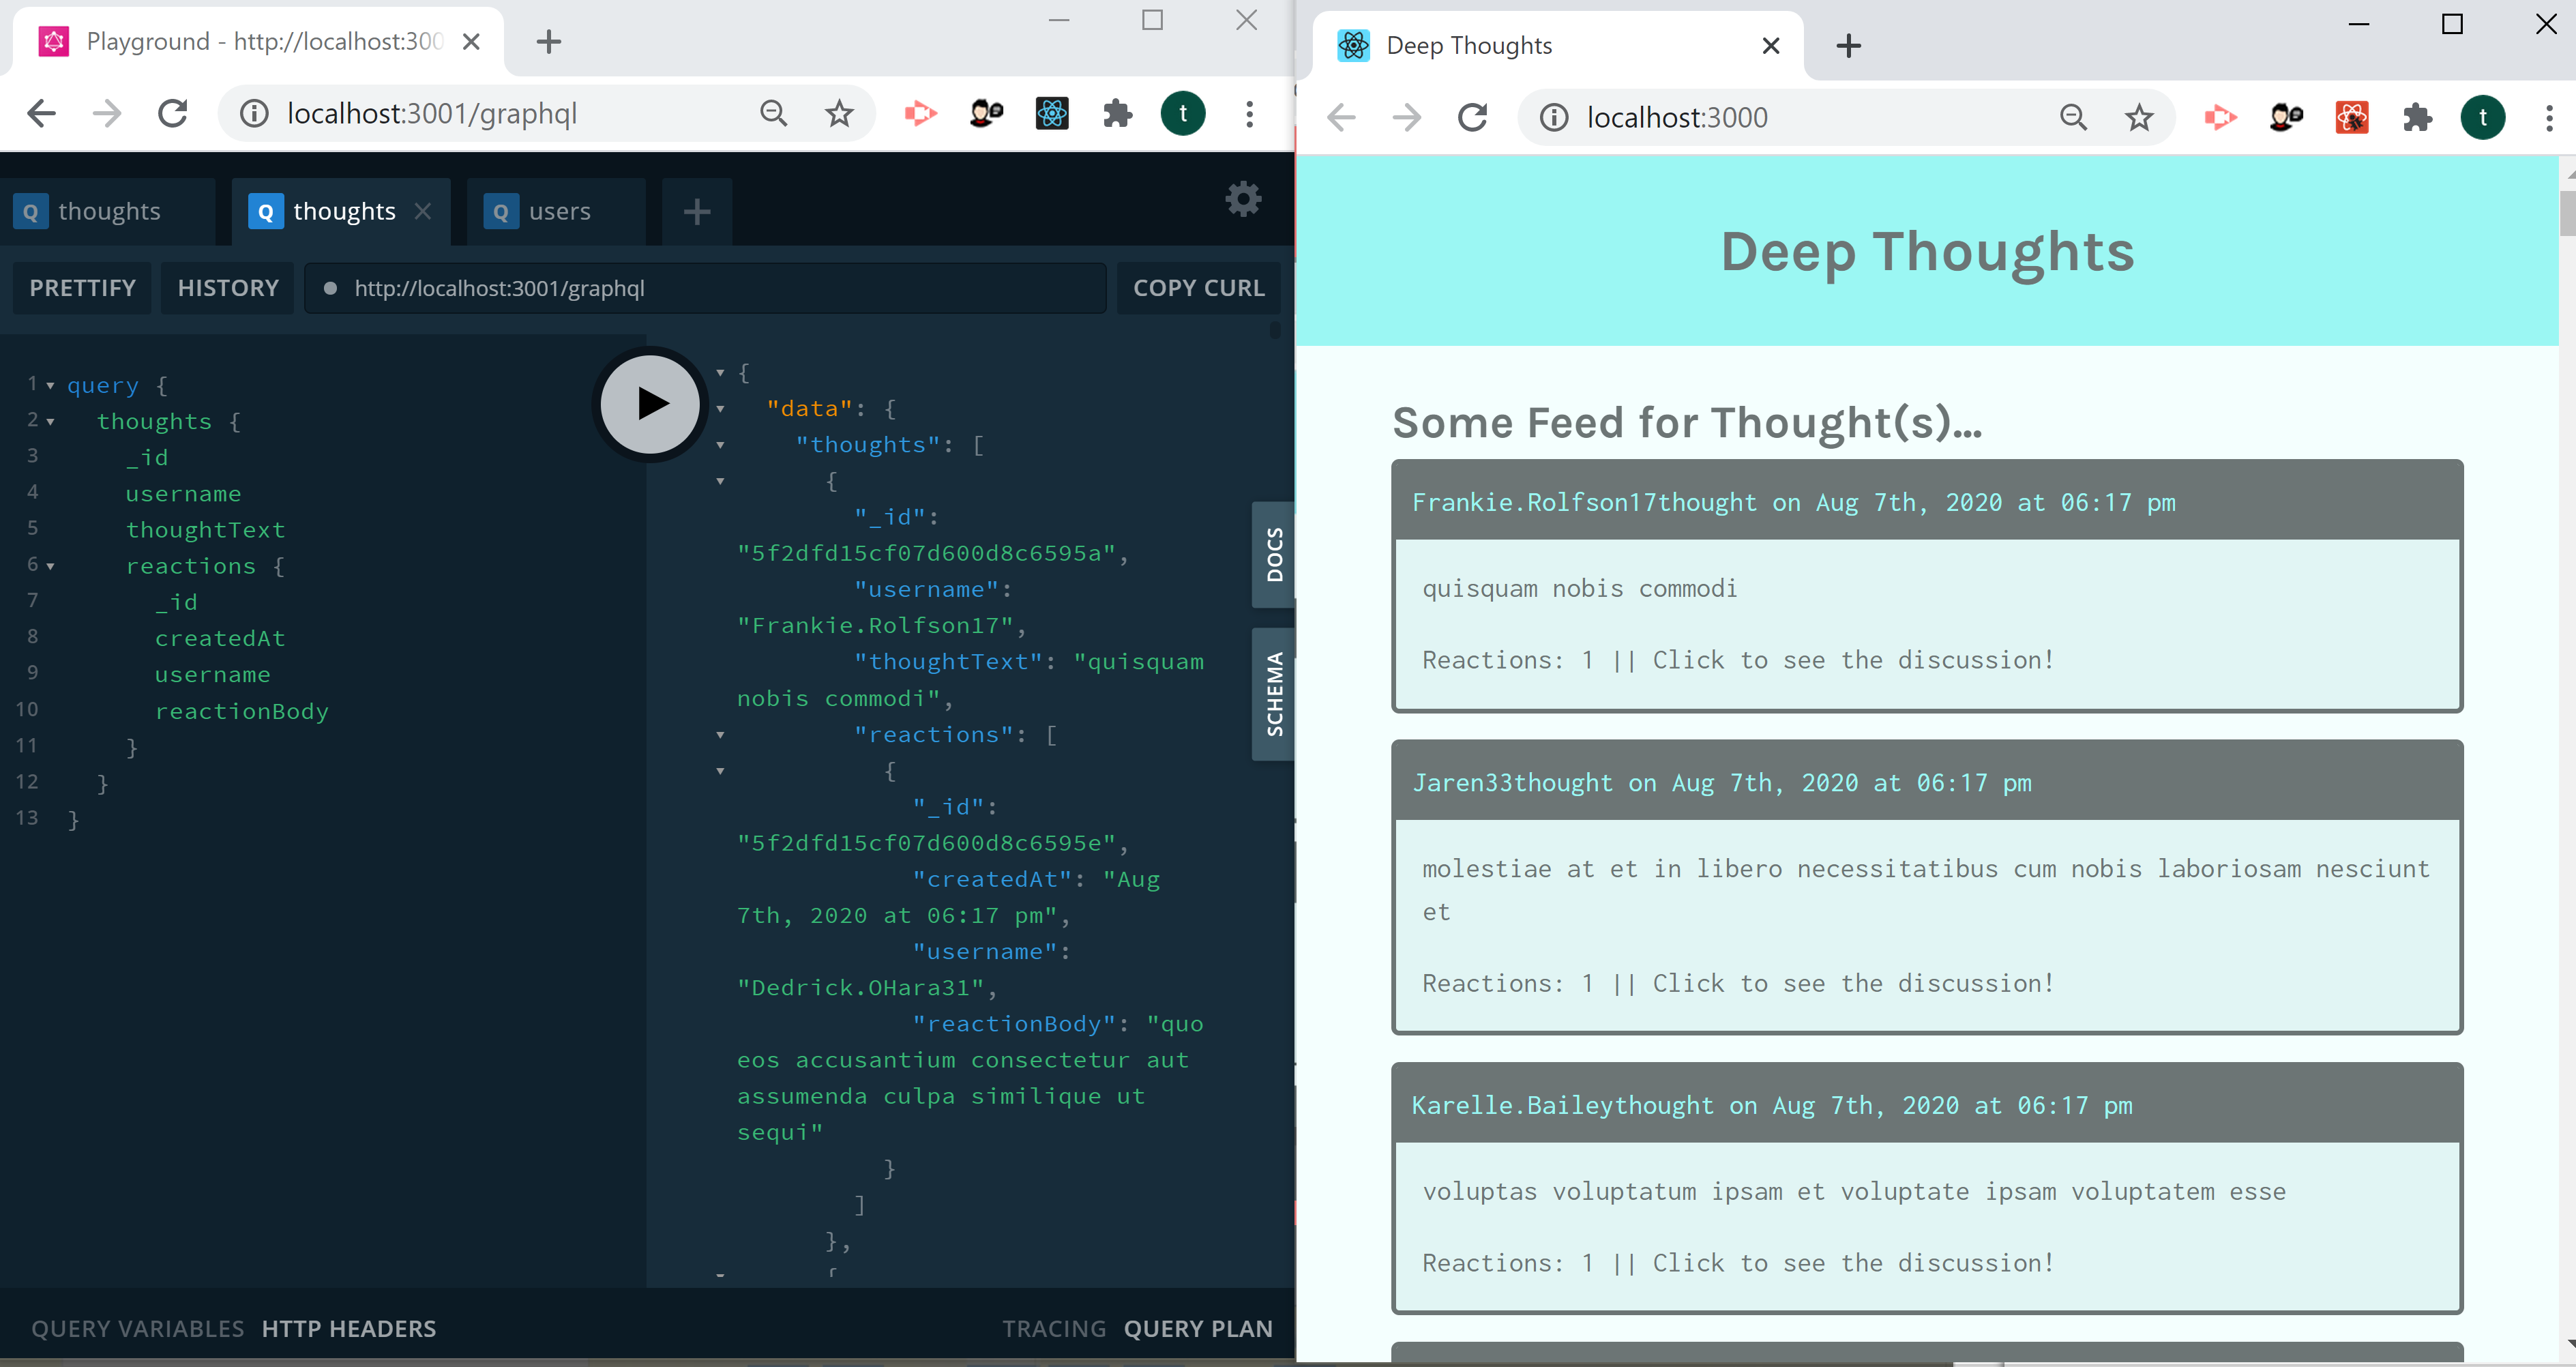 Playground - http://localhost:300
localhost:3001/graphql
t
Q thoughts
Q thoughts
Q users
PRETTIFY
HISTORY
http://localhost:3001/graphql
COPY CURL
1 query {
2 thoughts {
3 _id
4 username
5 thoughtText
6 reactions {
7 _id
8 createdAt
9 username
10 reactionBody
11 }
12 }
13 }
{
"data": {
"thoughts": [
{
"_id":
"5f2dfd15cf07d600d8c6595a",
"username":
"Frankie.Rolfson17",
"thoughtText": "quisquam
nobis commodi",
"reactions": [
{
"_id":
"5f2dfd15cf07d600d8c6595e",
"createdAt": "Aug
7th, 2020 at 06:17 pm",
"username":
"Dedrick.OHara31",
"reactionBody": "quo
eos accusantium consectetur aut
assumenda culpa similique ut
sequi"
}
]
},
{
DOCS
SCHEMA
QUERY VARIABLES
HTTP HEADERS
TRACING
QUERY PLAN
Deep Thoughts
localhost:3000
t
Deep Thoughts
Some Feed for Thought(s)...
Frankie.Rolfson17thought on Aug 7th, 2020 at 06:17 pm
quisquam nobis commodi
Reactions: 1 || Click to see the discussion!
Jaren33thought on Aug 7th, 2020 at 06:17 pm
molestiae at et in libero necessitatibus cum nobis laboriosam nesciunt
et
Reactions: 1 || Click to see the discussion!
Karelle.Baileythought on Aug 7th, 2020 at 06:17 pm
voluptas voluptatum ipsam et voluptate ipsam voluptatem esse
Reactions: 1 || Click to see the discussion!